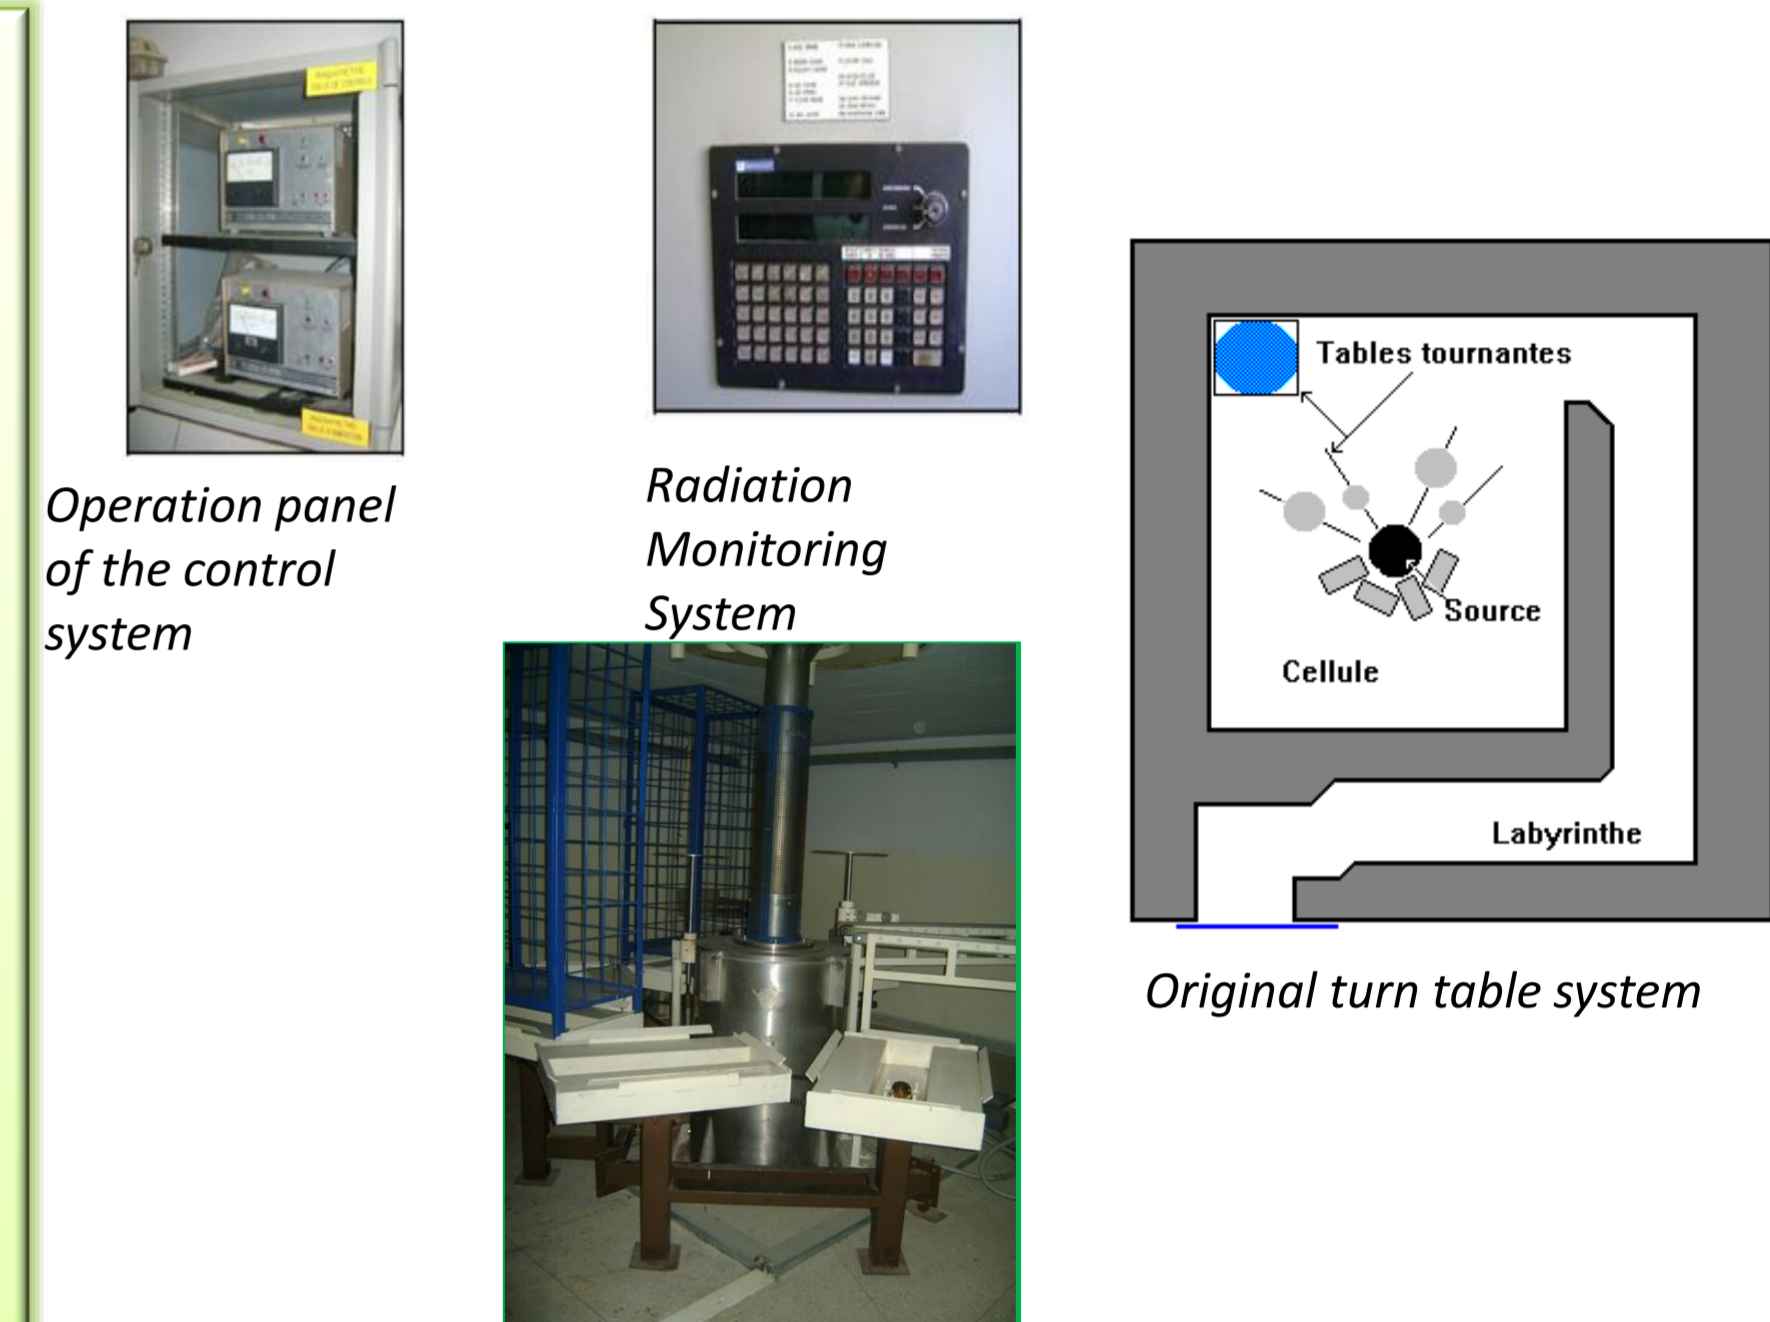 Operation panel
of the control
system
Radiation
Monitoring
System
Tables tournantes
Source
Cellule
Labyrinthe
Original turn table system